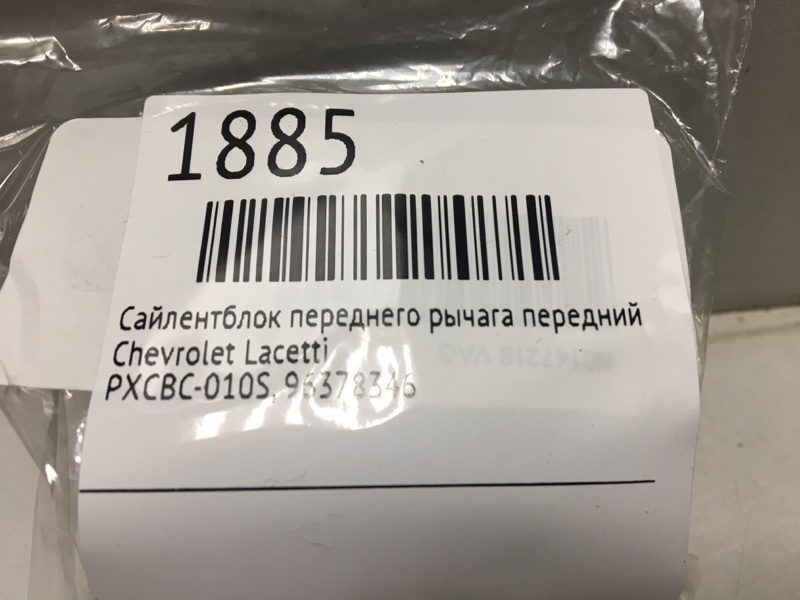 1885
Сайлентблок переднего рычага передний
Chevrolet Lacetti
PXCBC-010S, 96378346